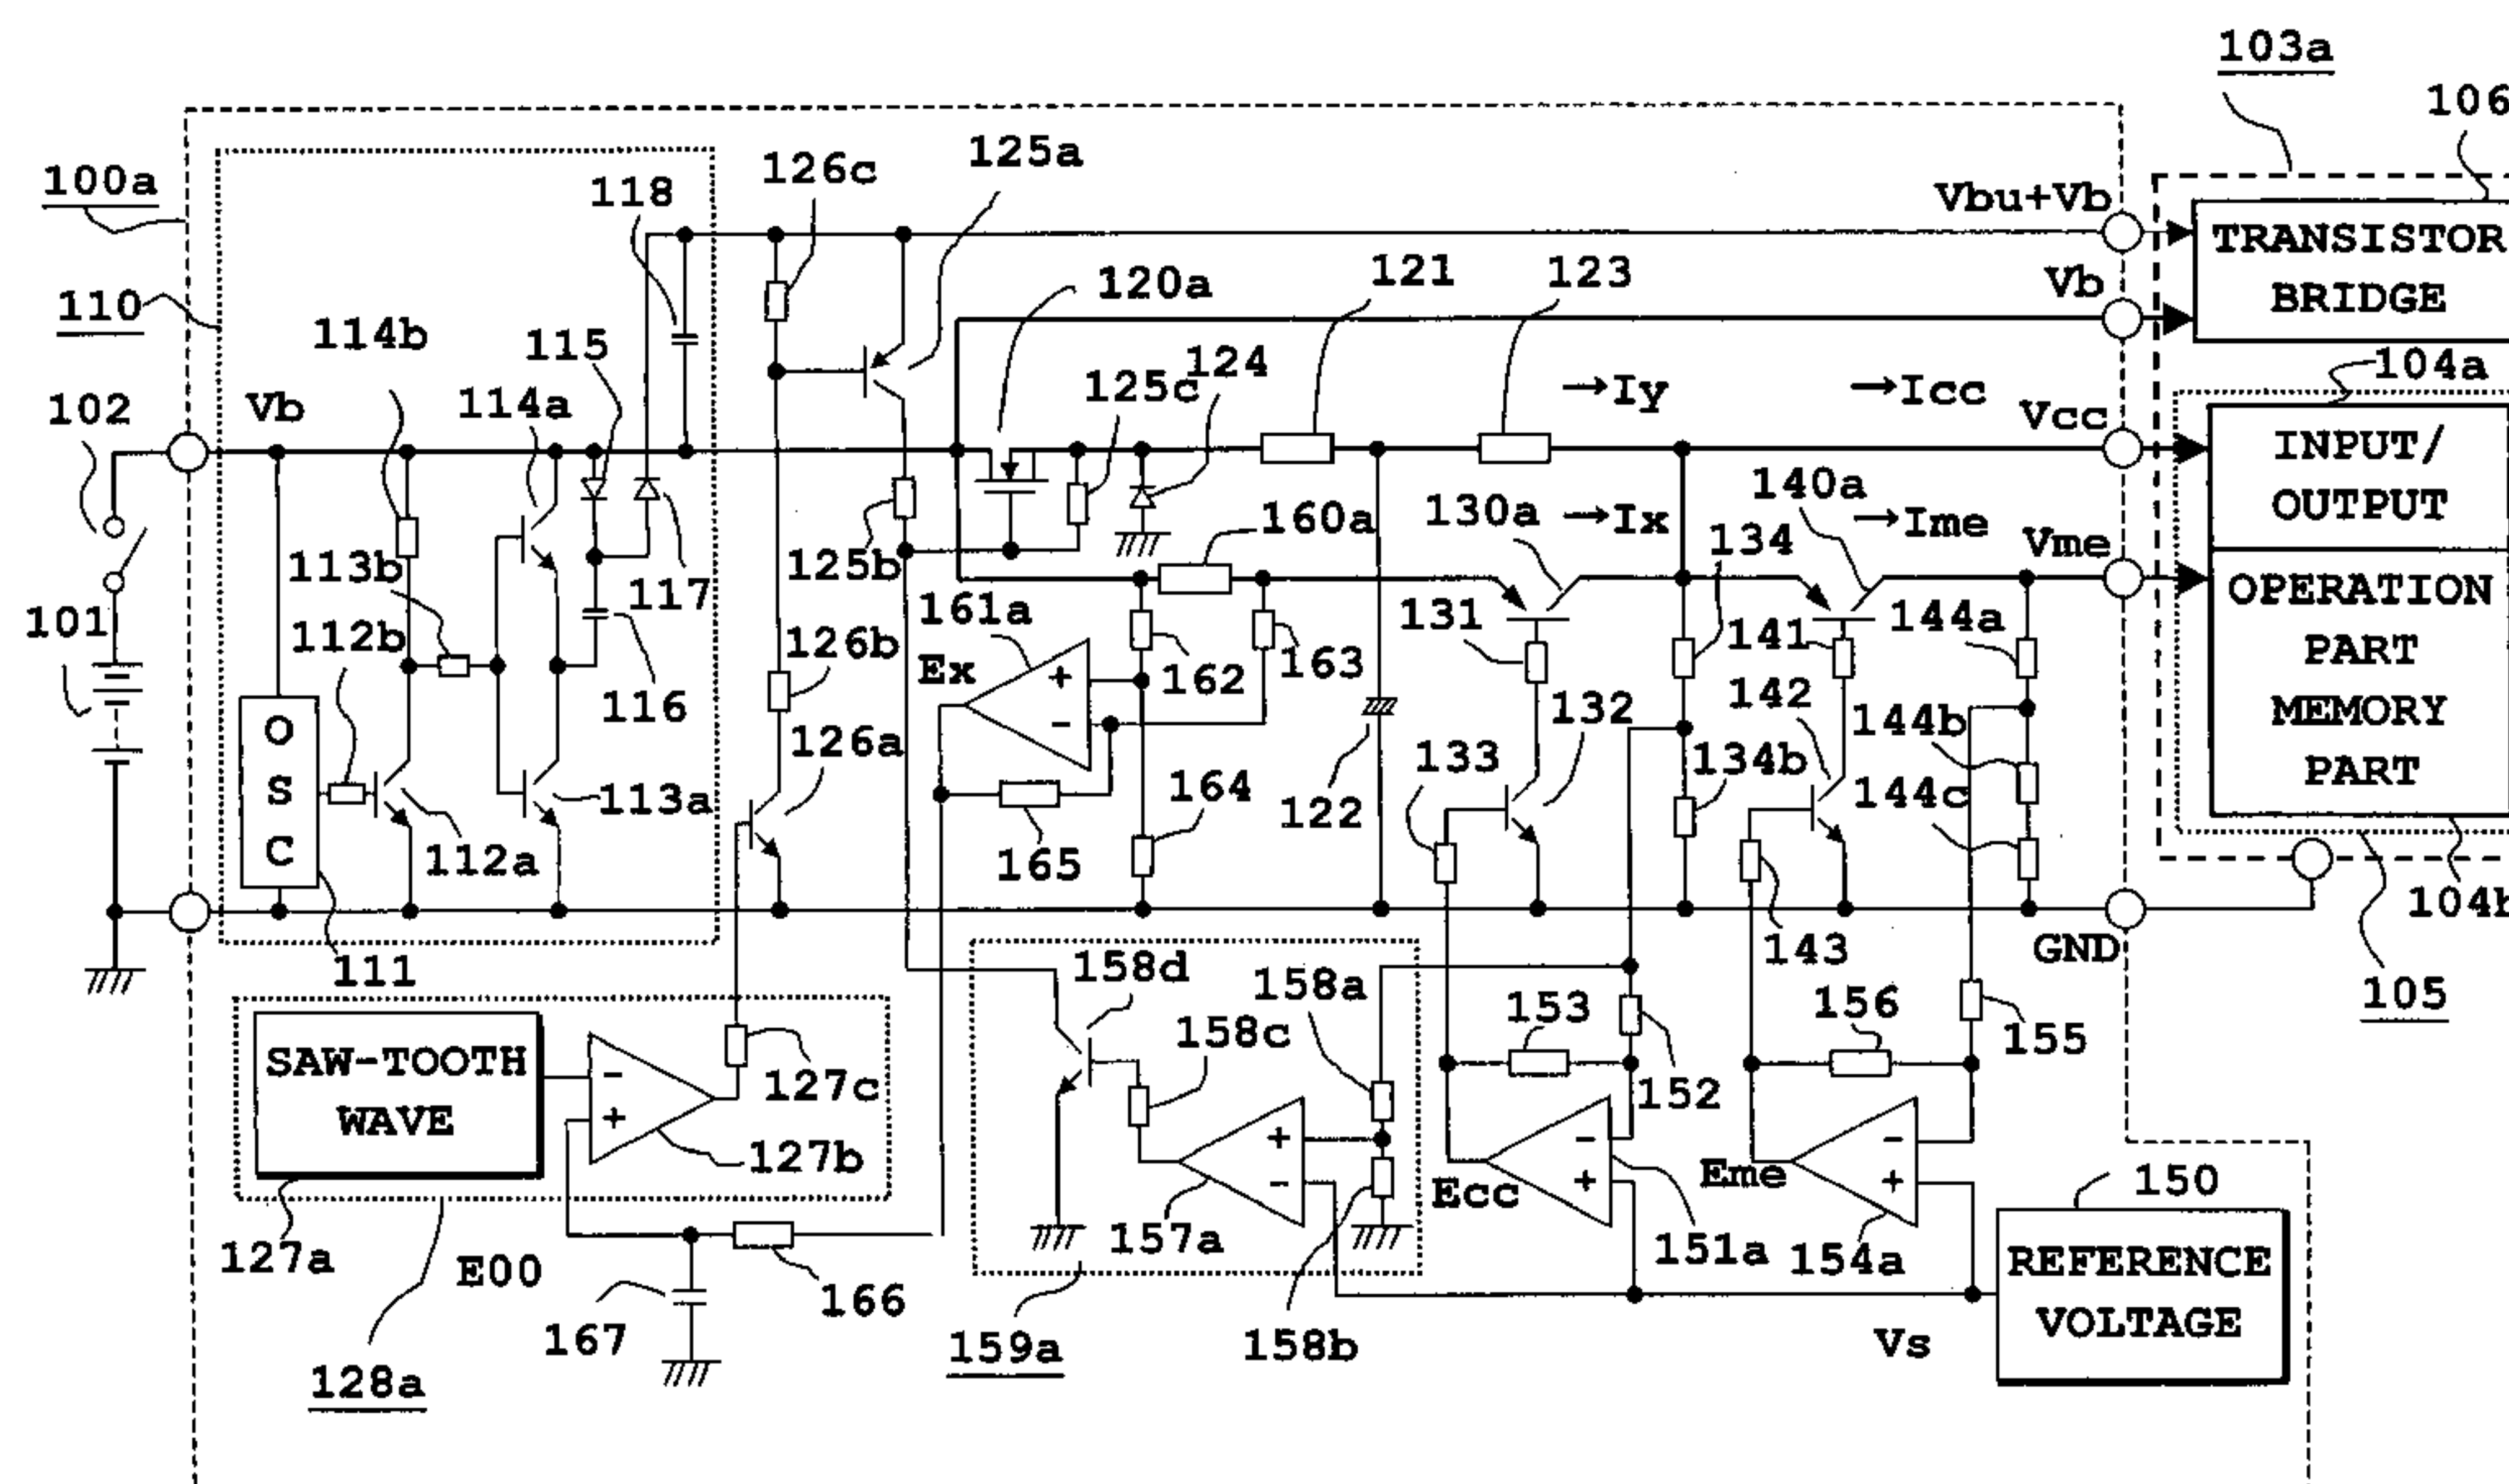 103a
106
126c
125a
100a
118
Vbu+Vb
TRANSISTOR
BRIDGE
110
114b
115
120a
121
123
Vb
102
Vb
114a
125c
124
→Iy
→Icc
Vcc
104a
INPUT/
OUTPUT
113b
125b
160a
130a
→Ix
140a
→Ime
134
Vme
OPERATION
PART
MEMORY
PART
101
112b
117
161a
131
141
144a
126b
Ex
+
-
162
163
116
132
142
144b
O
S
C
126a
133
134b
144c
113a
164
122
112a
165
104b
111
143
GND
105
158d
158a
153
156
155
SAW-TOOTH
WAVE
-
+
127c
158c
152
127b
+
-
-
+
-
+
Ecc
Eme
150
127a
E00
157a
151a
154a
REFERENCE
VOLTAGE
166
167
159a
158b
Vs
128a